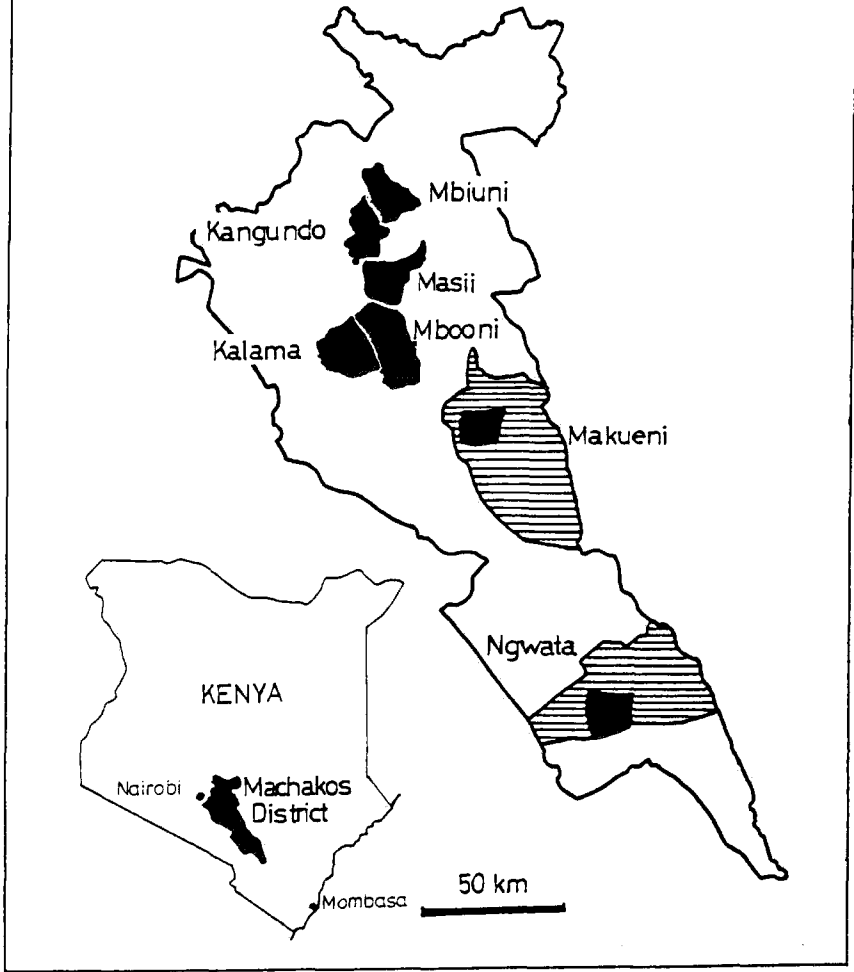 Mbiuni
Kangundo
Masii
Mbooni
Kalama
Makueni
Ngwata
KENYA
Nairobi
Machakos
District
50 km
Mombasa